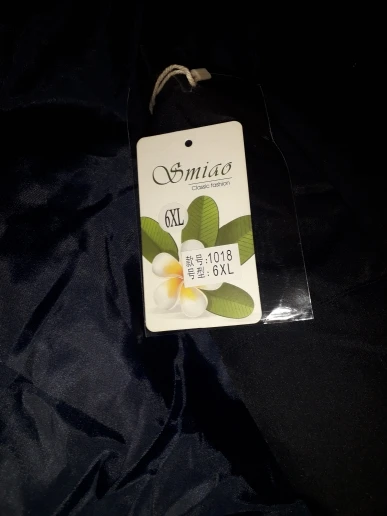 Smiao
Classic fashion
6XL
款号:1018
号型:6XL